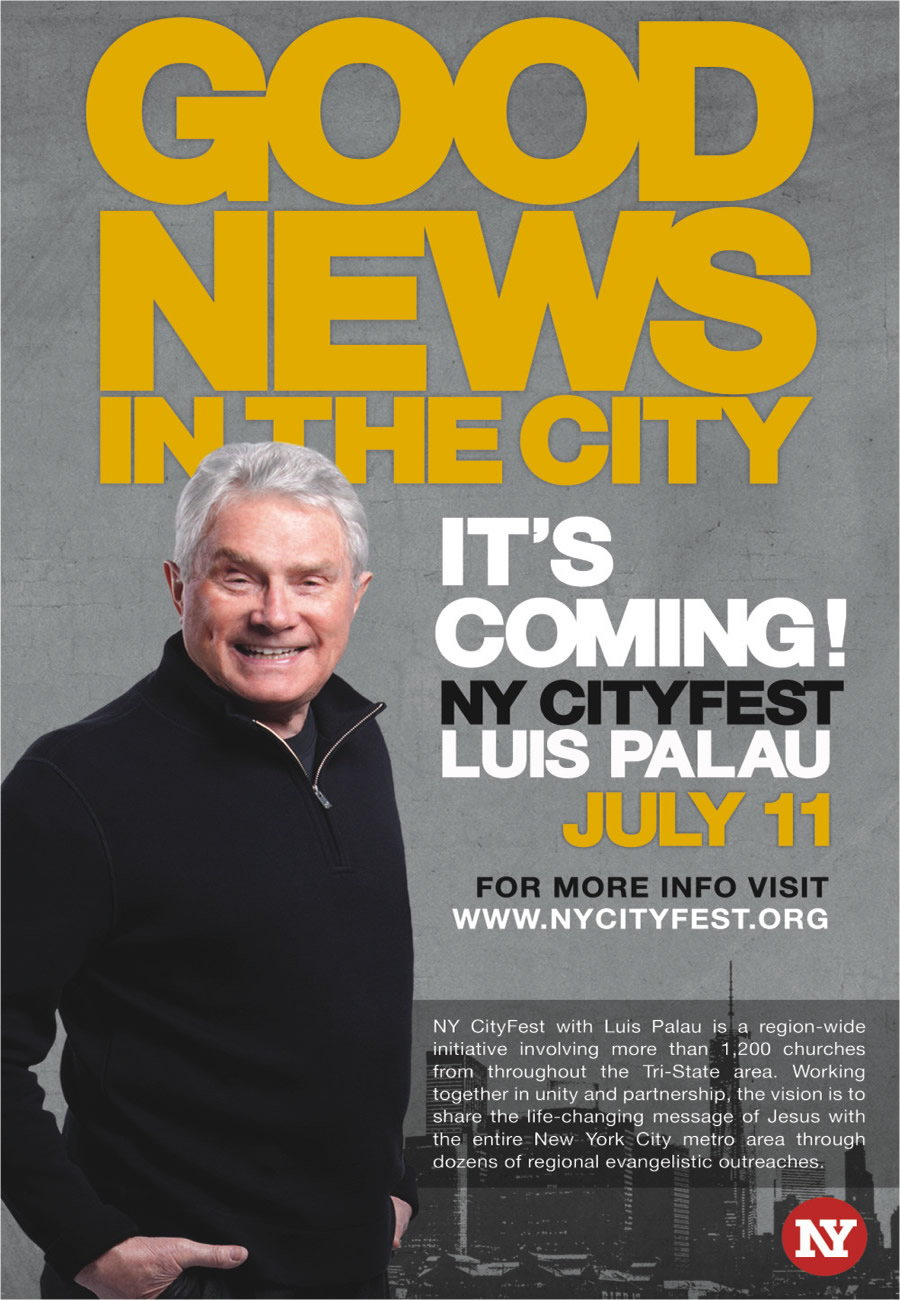 GOOD
NEWS
IN THE CITY
IT'S
COMING!
NY CITYFEST
LUIS PALAU
JULY 11
FOR MORE INFO VISIT
WWW.NYCITYFEST.ORG
NY CityFest with Luis Palau is a region-wide
initiative involving more than 1,200 churches
from throughout the Tri-State area. Working
together in unity and partnership, the vision is to
share the life-changing message of Jesus with
the entire New York City metro area through
dozens of regional evangelistic outreaches.
NY